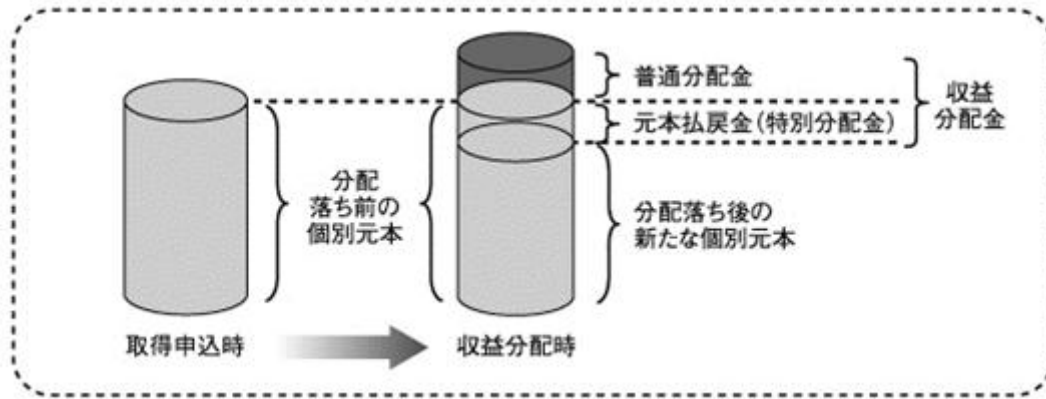 普通分配金
元本払戻金(特別分配金)
収益
分配金
分配
落ち前の
個別元本
分配落ち後の
新たな個別元本
取得申込時
収益分配時